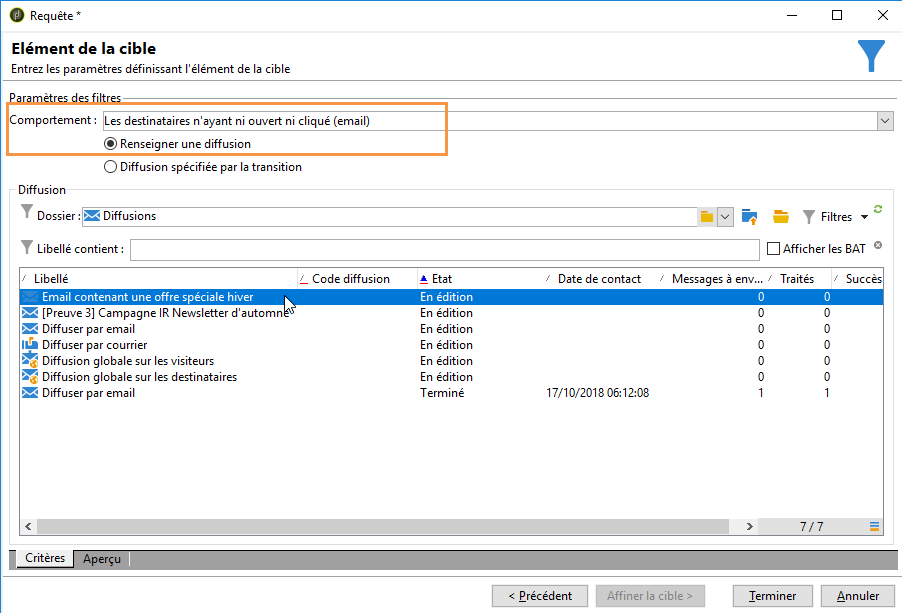 Requête *
Elément de la cible
Entrez les paramètres définissant l'élément de la cible
Paramètres des filtres
Comportement : Les destinataires n'ayant ni ouvert ni cliqué (email)
Renseigner une diffusion
Diffusion spécifiée par la transition
Diffusion
Dossier : Diffusions Filtres
Libellé contient : Afficher les BAT
Libellé Code diffusion Etat Date de contact Messages à env... Traités Succès
Email contenant une offre spéciale hiver En édition 0 0
[Preuve 3] Campagne IR Newsletter d'automne En édition 0 0
Diffuser par email En édition 0 0
Diffuser par courrier En édition 0 0
Diffusion globale sur les visiteurs En édition 0 0
Diffusion globale sur les destinataires En édition 0 0
Diffuser par email Terminé 17/10/2018 06:12:08 1 1
7 / 7
Critères Aperçu
< Précédent Affiner la cible > Terminer Annuler